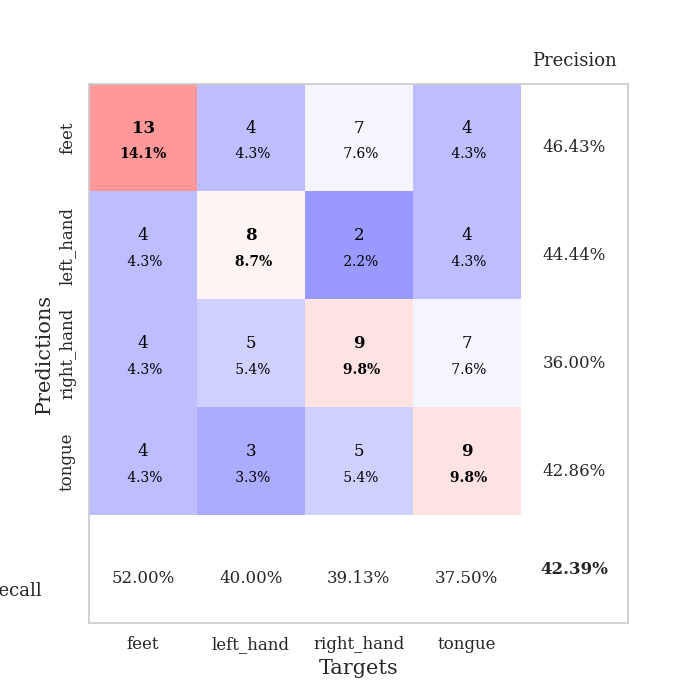 Precision
feet
13 4 7 4
14.1% 4.3% 7.6% 4.3% 46.43%
left_hand
4 8 2 4
4.3% 8.7% 2.2% 4.3% 44.44%
Predictions
right_hand
4 5 9 7
4.3% 5.4% 9.8% 7.6% 36.00%
tongue
4 3 5 9
4.3% 3.3% 5.4% 9.8% 42.86%
ecall 52.00% 40.00% 39.13% 37.50% 42.39%
feet left_hand right_hand tongue
Targets